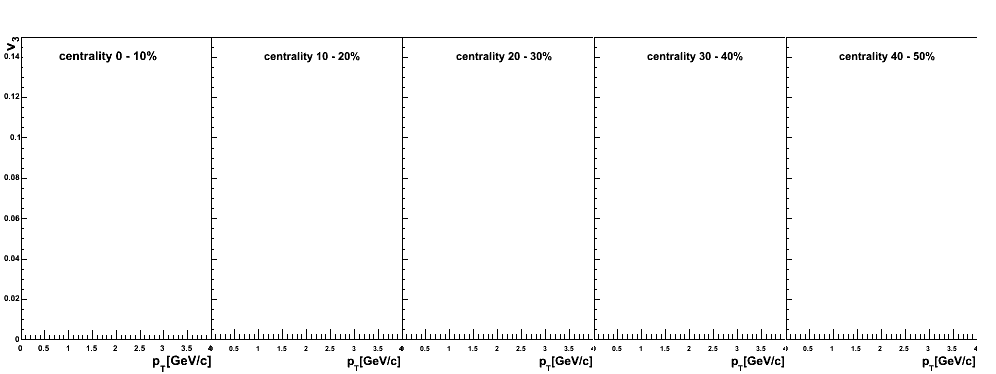 v3
centrality 0 - 10%
centrality 10 - 20%
centrality 20 - 30%
centrality 30 - 40%
centrality 40 - 50%
0.14
0.12
0.1
0.08
0.06
0.04
0.02
0
0 0.5 1 1.5 2 2.5 3 3.5 4
0.5 1 1.5 2 2.5 3 3.5 4
0.5 1 1.5 2 2.5 3 3.5 4
0.5 1 1.5 2 2.5 3 3.5 4
0.5 1 1.5 2 2.5 3 3.5 4
pT[GeV/c]
pT[GeV/c]
pT[GeV/c]
pT[GeV/c]
pT[GeV/c]